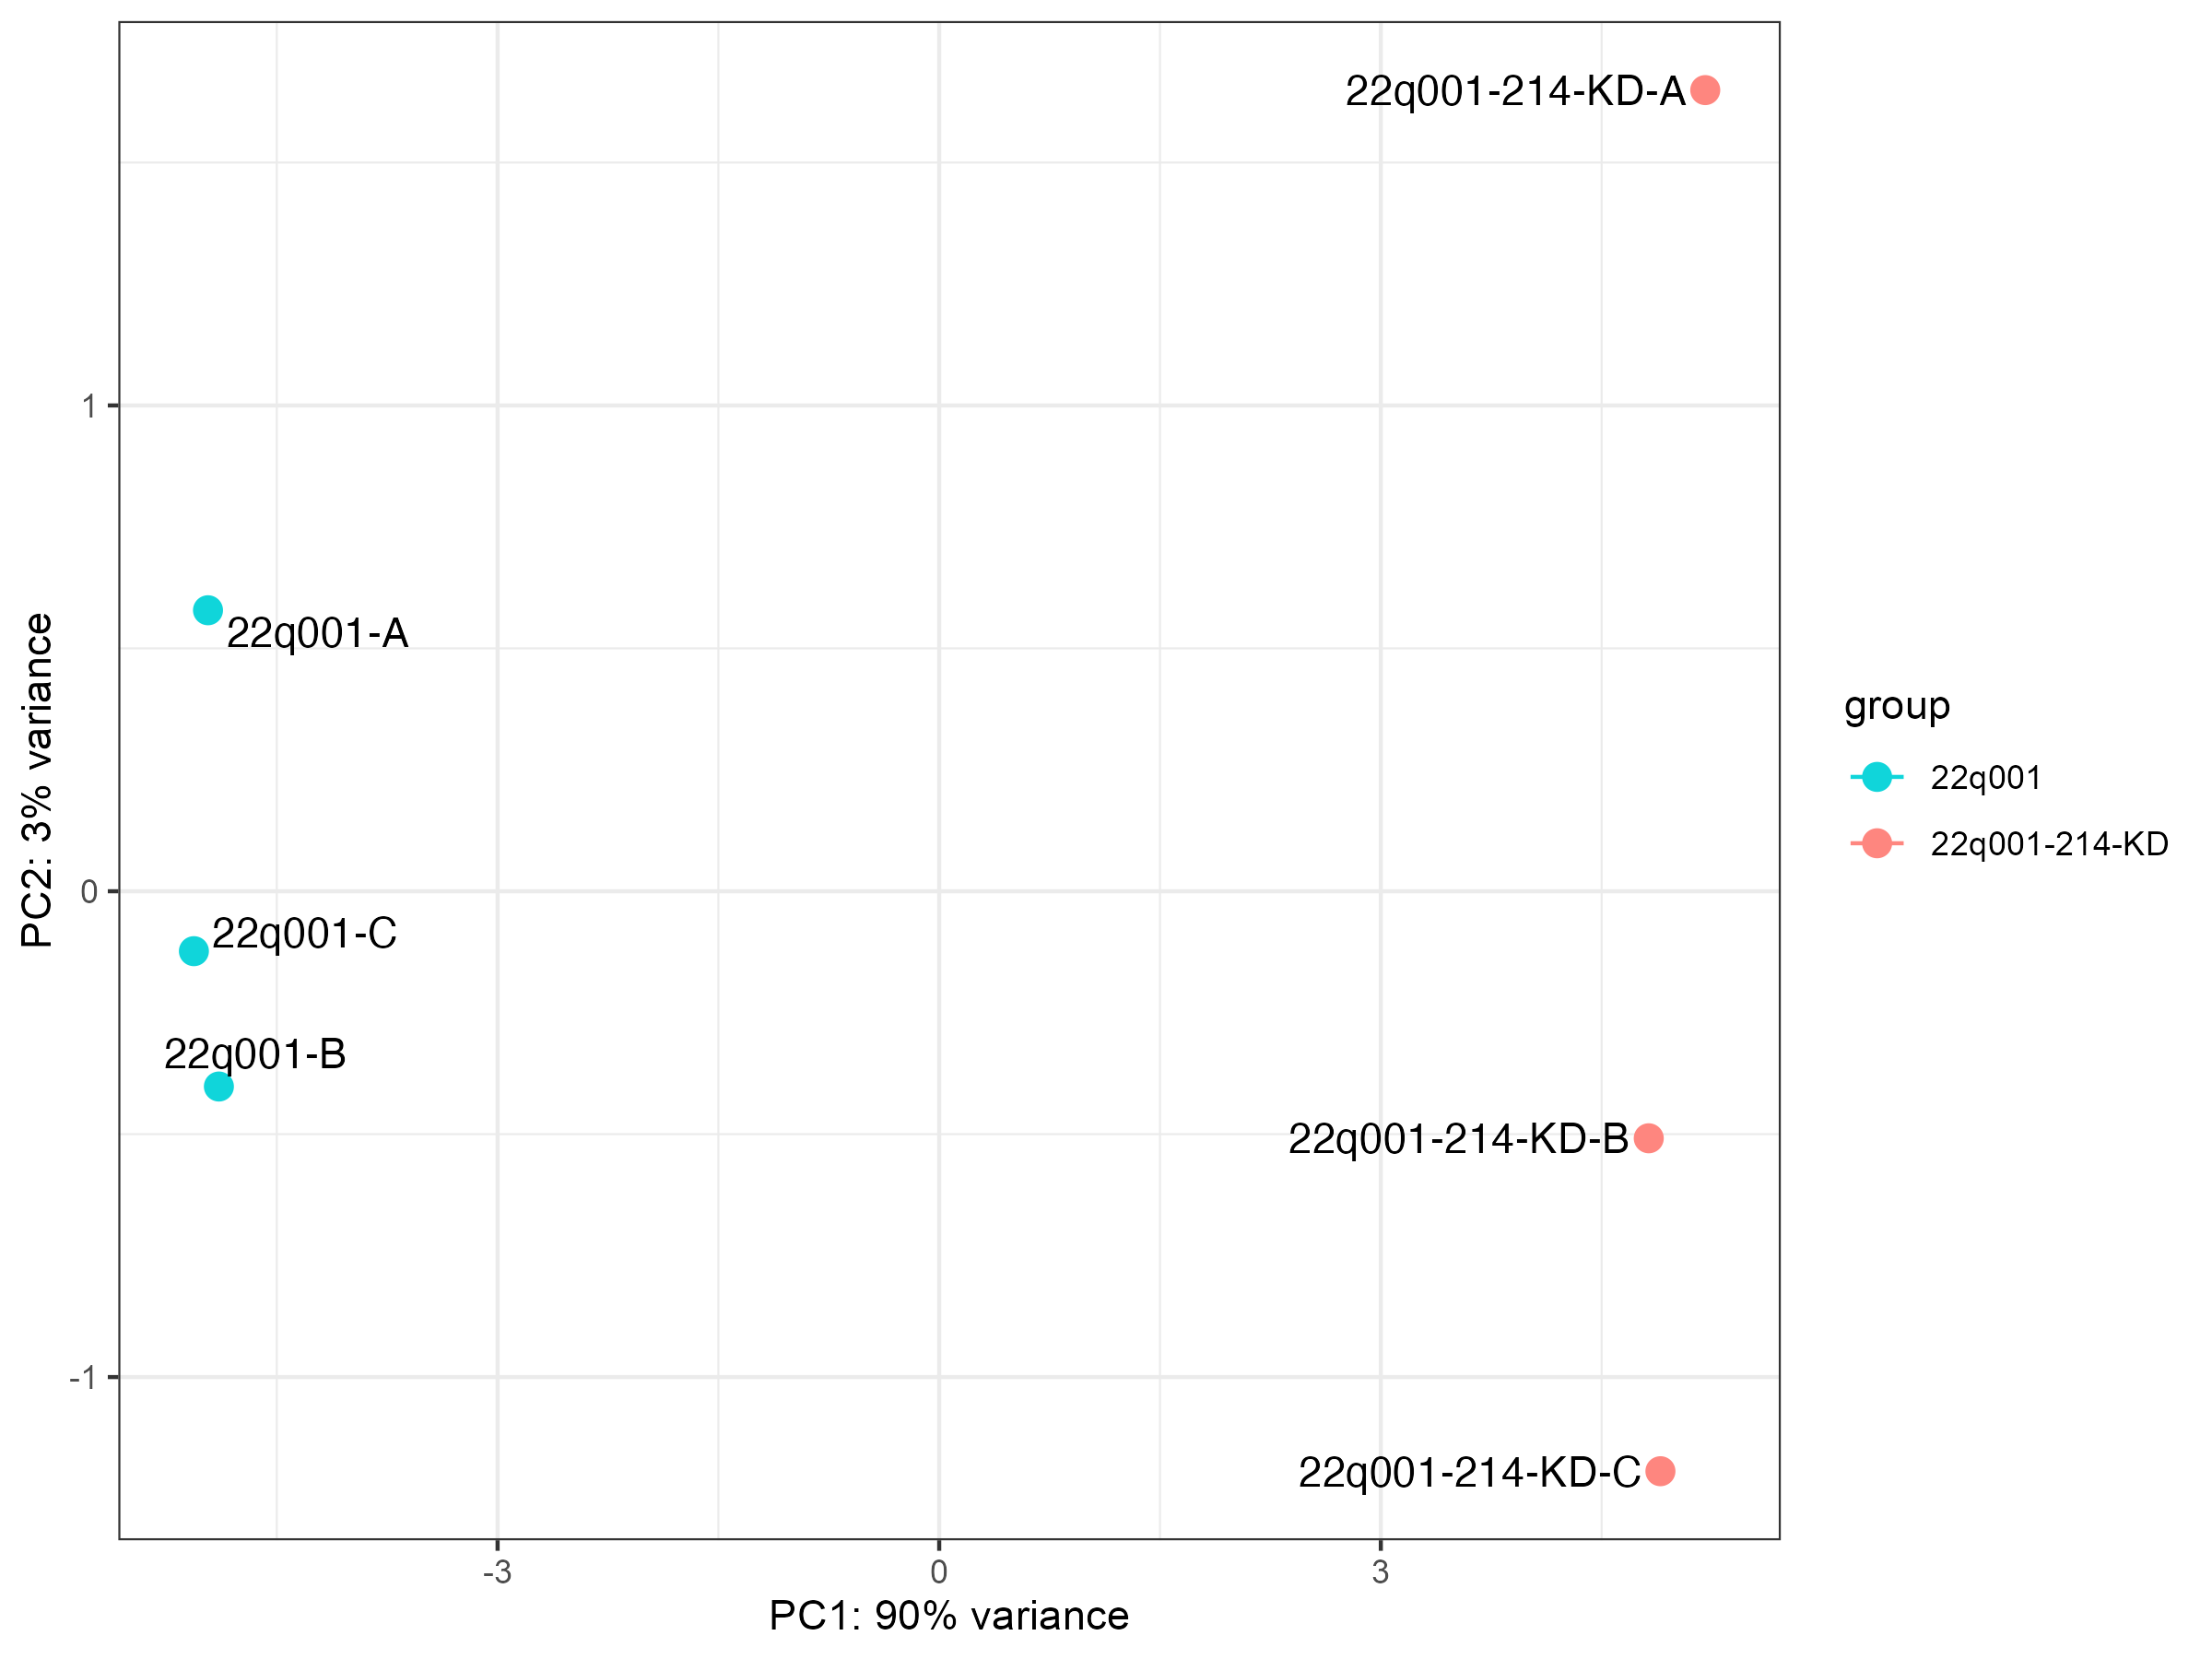 22q001-214-KD-A
1
22q001-A
0
22q001-C
22q001-B
22q001-214-KD-B
-1
22q001-214-KD-C
-3
0
3
PC1: 90% variance
PC2: 3% variance
group
22q001
22q001-214-KD